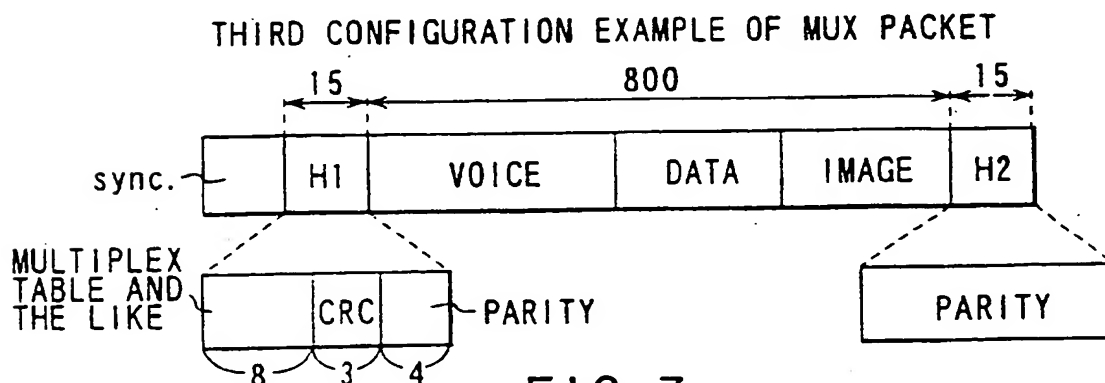 THIRD CONFIGURATION EXAMPLE OF MUX PACKET
15 800 15
sync. H1 VOICE DATA IMAGE H2
MULTIPLEX
TABLE AND
THE LIKE
CRC PARITY PARITY
8 3 4